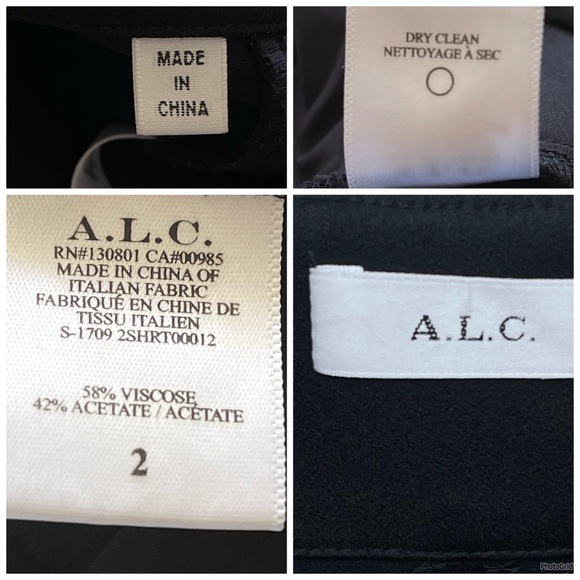 MADE
IN
CHINA
DRY CLEAN
NETTOYAGE À SEC
A.L.C.
RN#130801 CA#00985
MADE IN CHINA OF
ITALIAN FABRIC
FABRIQUÉ EN CHINE DE
TISSU ITALIEN
S-1709 2SHRT00012
58% VISCOSE
42% ACETATE / ACÉTATE
2
A.L.C.
PhotoGrid